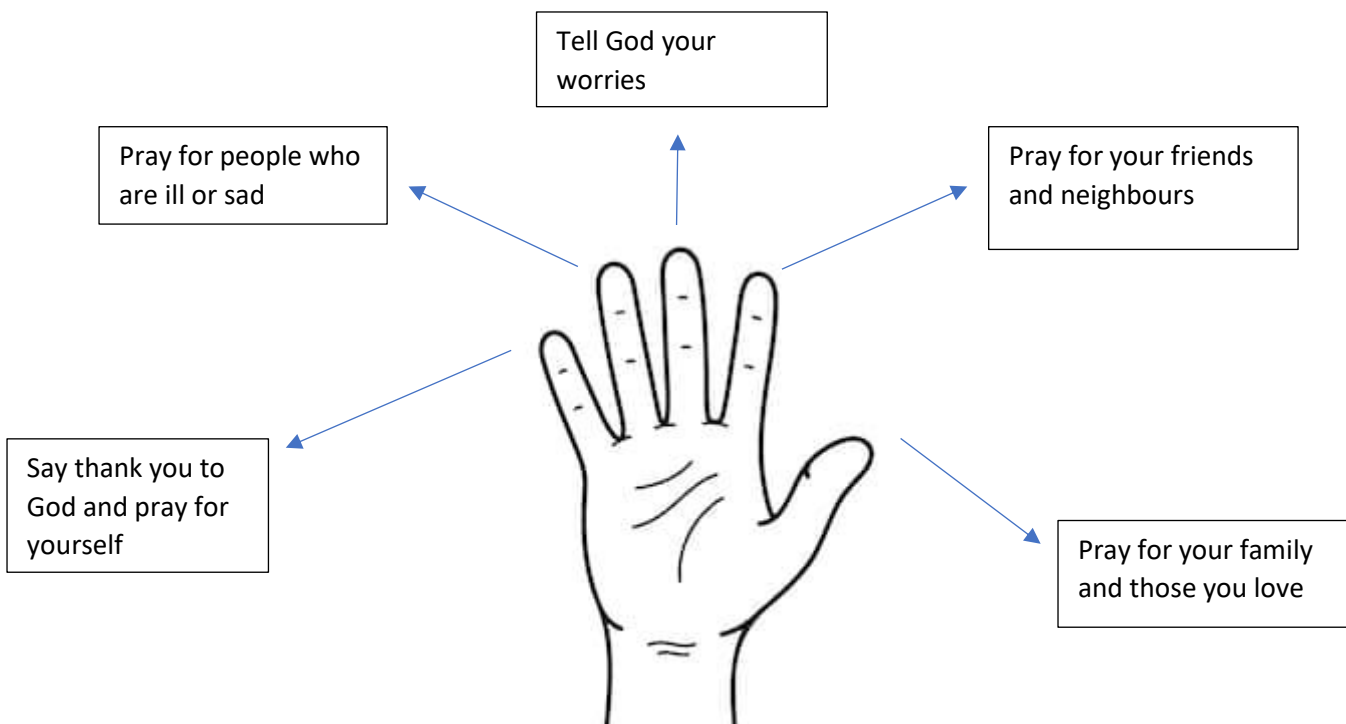 Tell God your
worries
Pray for people who
are ill or sad
Pray for your friends
and neighbours
Say thank you to
God and pray for
yourself
Pray for your family
and those you love